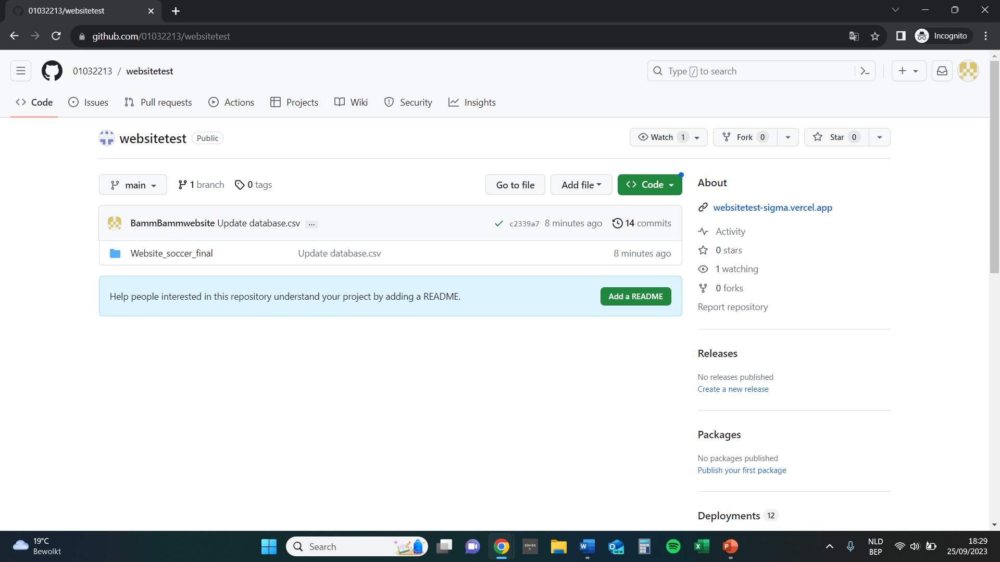 01032213/websitetest
github.com/01032213/websitetest
Incognito
01032213 / websitetest
Type / to search
Code Issues Pull requests Actions Projects Wiki Security Insights
websitetest Public
Watch 1 Fork 0 Star 0
main 1 branch 0 tags Go to file Add file Code
BammBammwebsite Update database.csv ... c2339a7 8 minutes ago 14 commits
Website_soccer_final Update database.csv 8 minutes ago
Help people interested in this repository understand your project by adding a README. Add a README
About
websitetest-sigma.vercel.app
Activity
0 stars
1 watching
0 forks
Report repository
Releases
No releases published
Create a new release
Packages
No packages published
Publish your first package
Deployments 12
19°C
Bewolkt
Search
SONOS
S1
W
O
NEW
X
P
NLD
BEP
18:29
25/09/2023